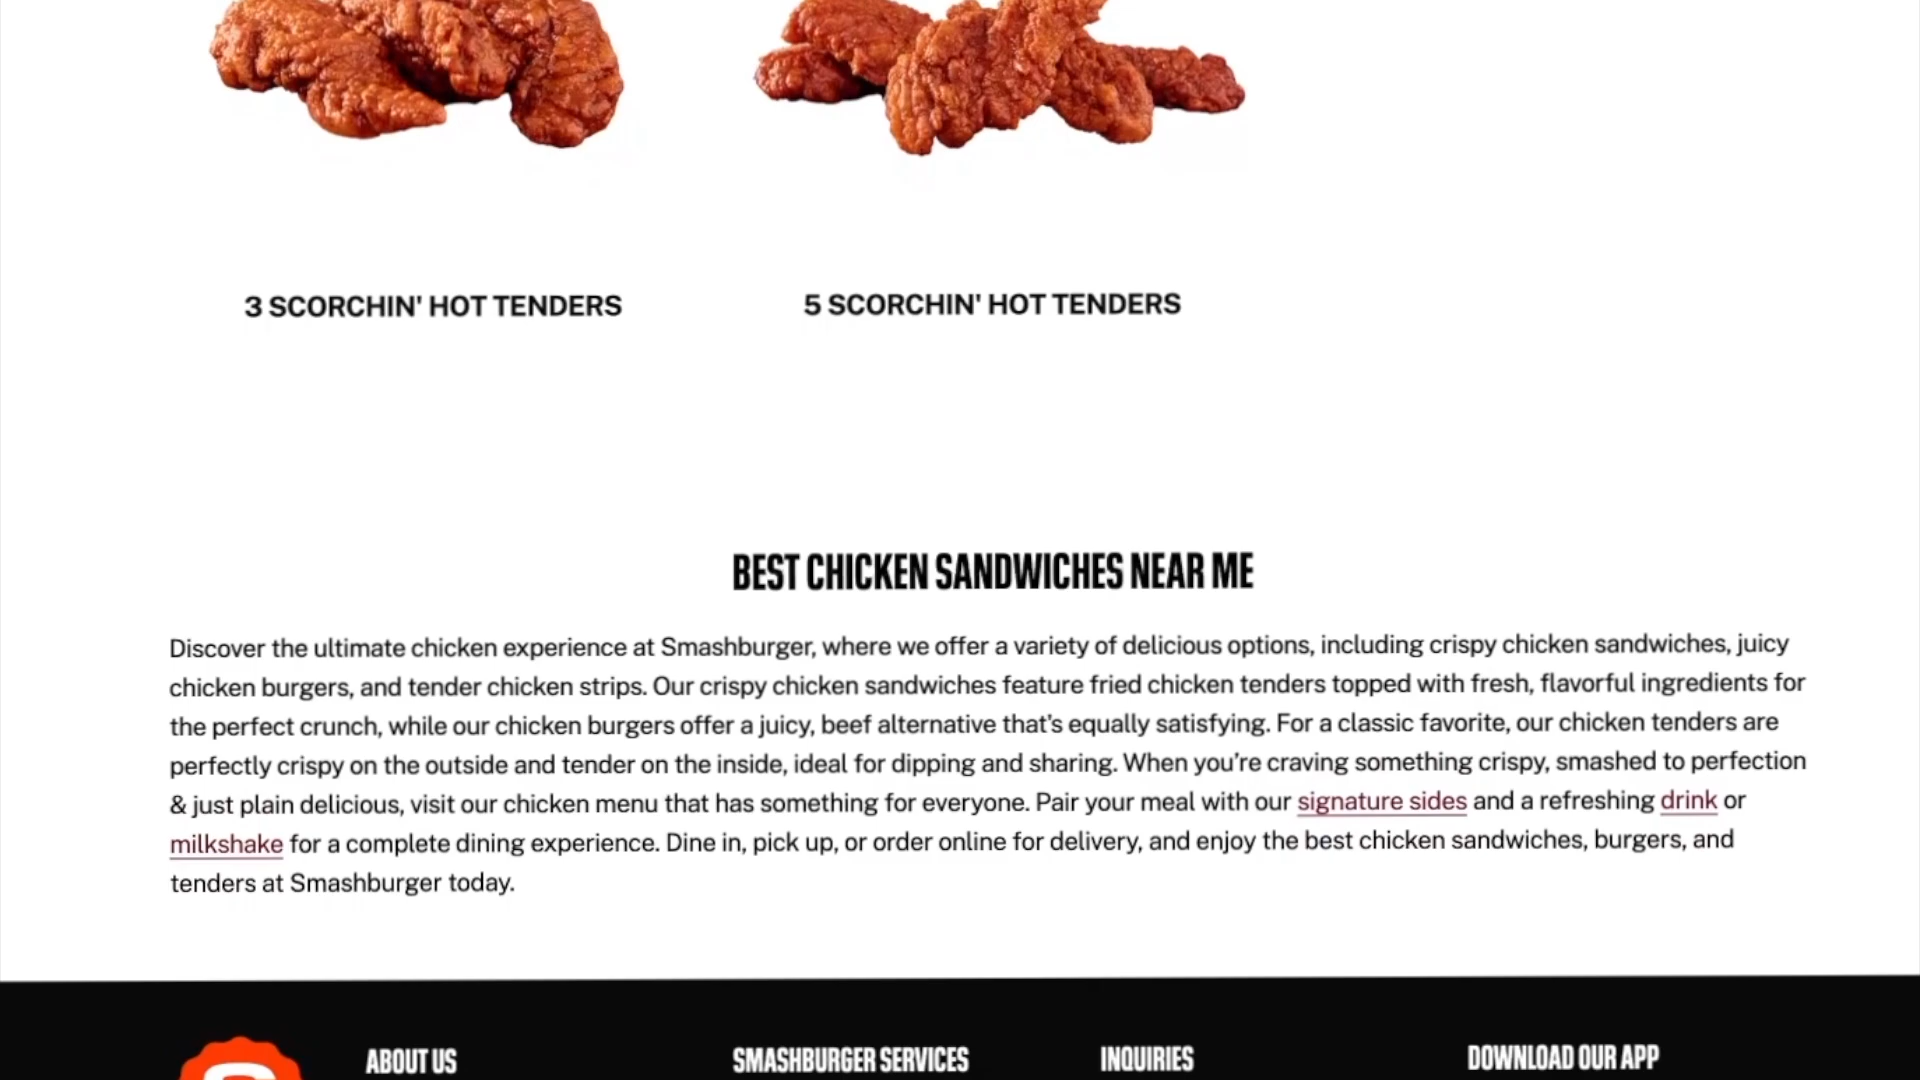 3 SCORCHIN' HOT TENDERS
5 SCORCHIN' HOT TENDERS
BEST CHICKEN SANDWICHES NEAR ME
Discover the ultimate chicken experience at Smashburger, where we offer a variety of delicious options, including crispy chicken sandwiches, juicy
chicken burgers, and tender chicken strips. Our crispy chicken sandwiches feature fried chicken tenders topped with fresh, flavorful ingredients for
the perfect crunch, while our chicken burgers offer a juicy, beef alternative that's equally satisfying. For a classic favorite, our chicken tenders are
perfectly crispy on the outside and tender on the inside, ideal for dipping and sharing. When you’re craving something crispy, smashed to perfection
& just plain delicious, visit our chicken menu that has something for everyone. Pair your meal with our signature sides and a refreshing drink or
milkshake for a complete dining experience. Dine in, pick up, or order online for delivery, and enjoy the best chicken sandwiches, burgers, and
tenders at Smashburger today.
ABOUT US
SMASHBURGER SERVICES
INQUIRIES
DOWNLOAD OUR APP